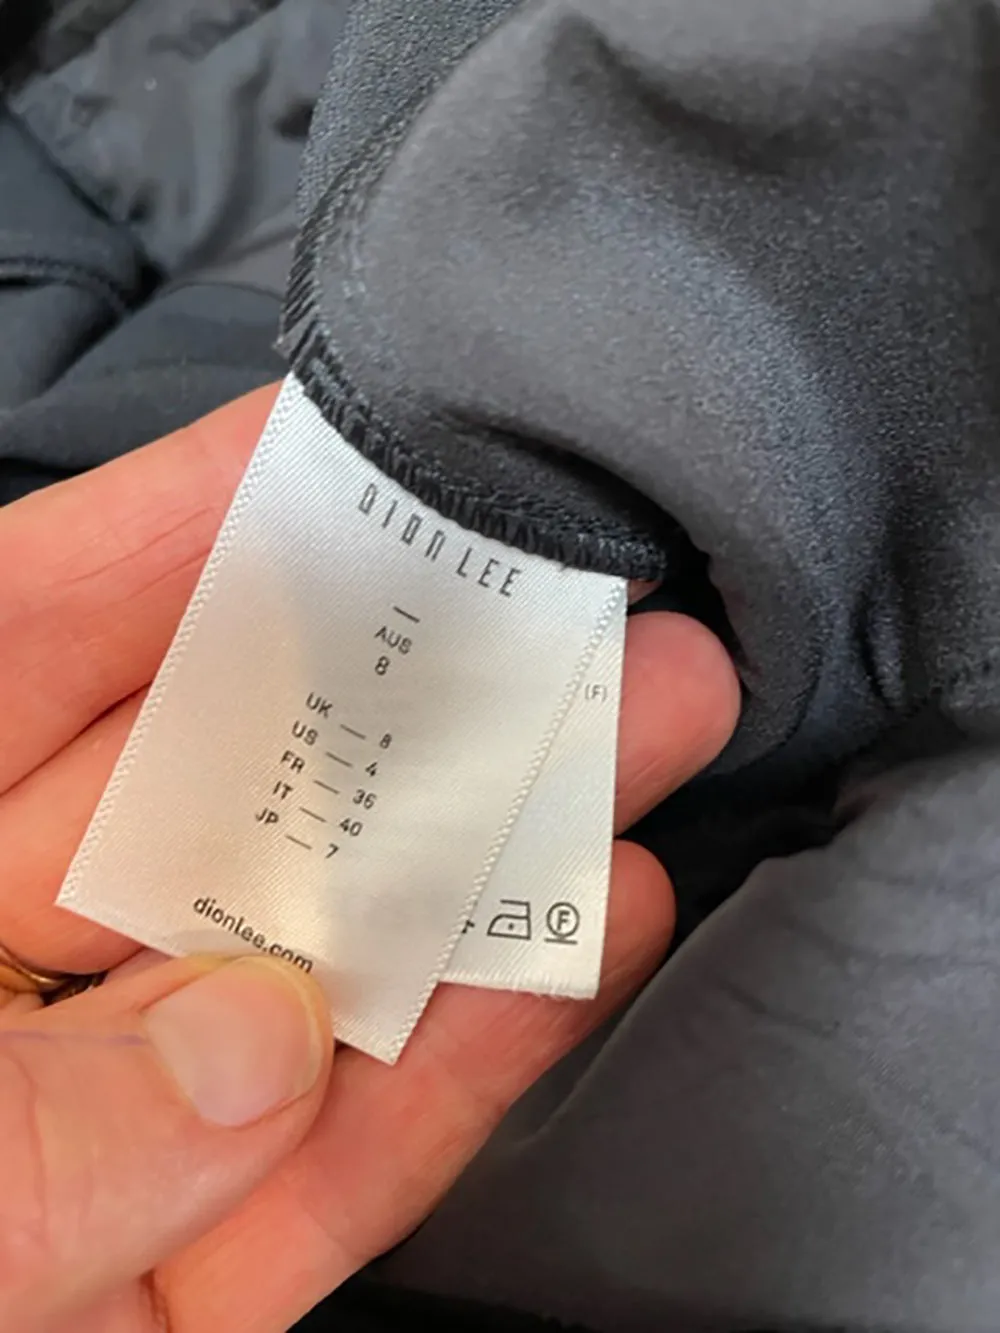 DION LEE
—
AUS
8
UK — 8
US — 4
FR — 36
IT — 40
JP — 7
dionlee.com
(F)
F